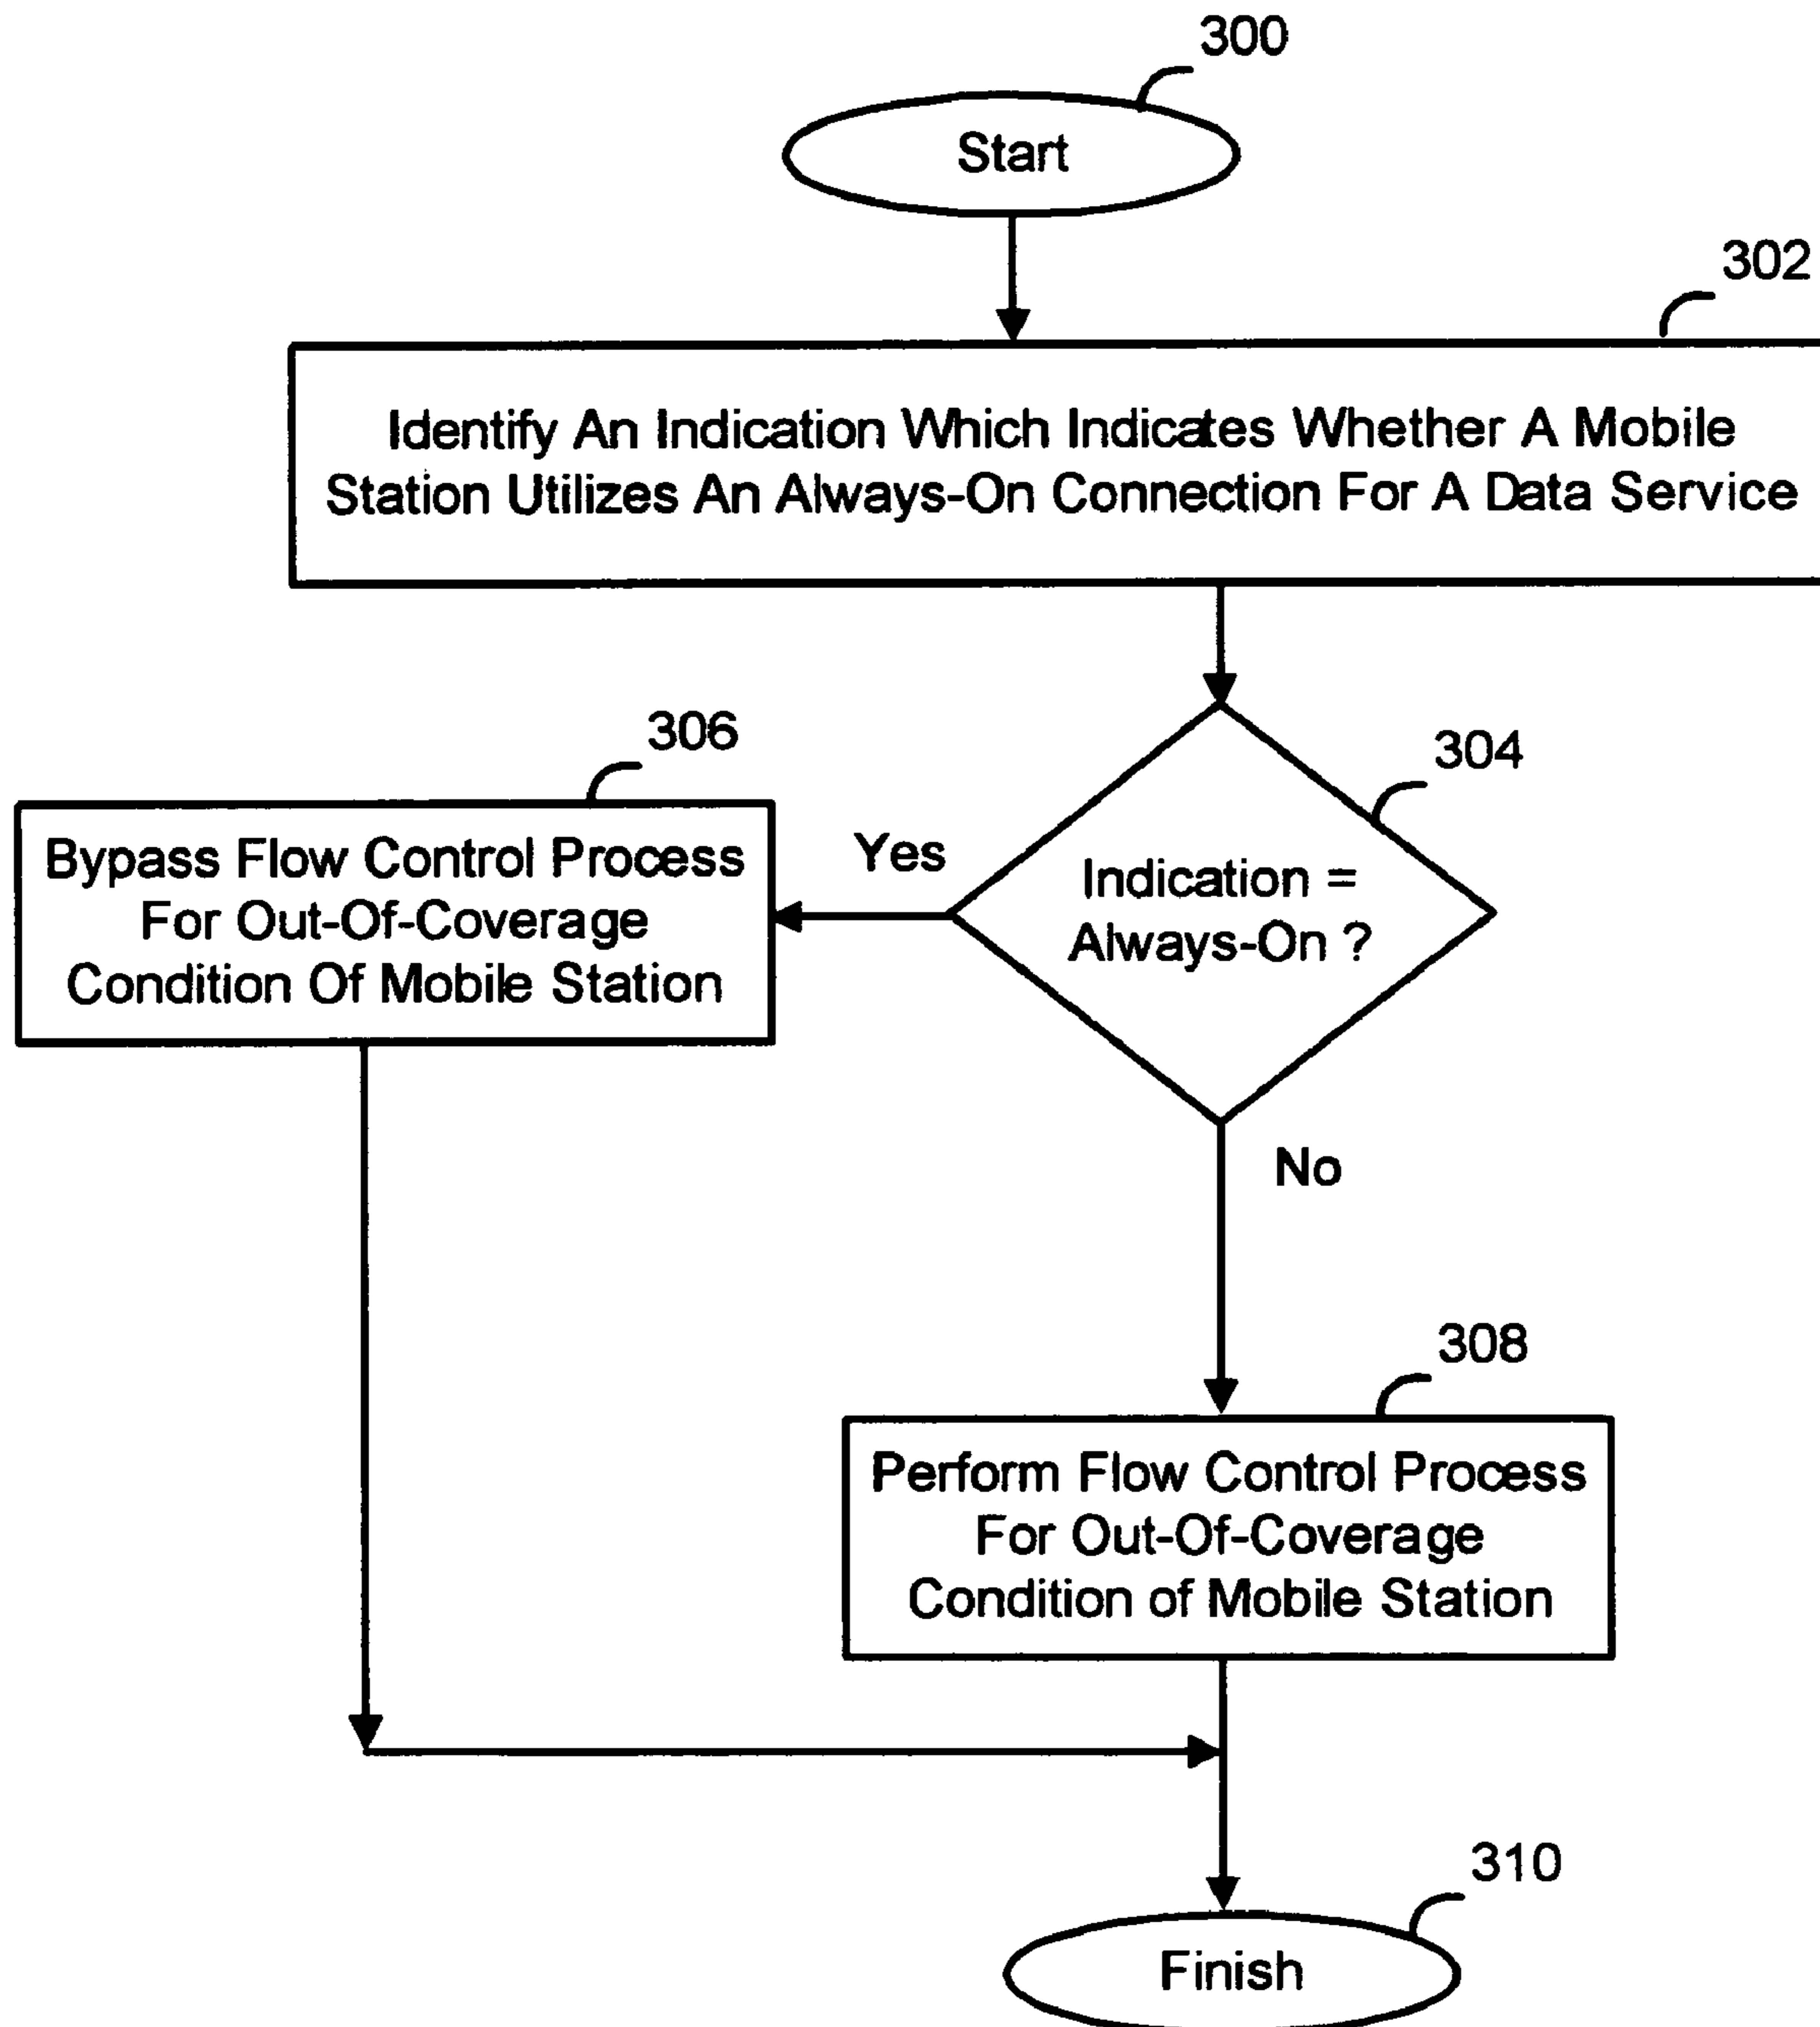 300
Start
302
Identify An Indication Which Indicates Whether A Mobile
Station Utilizes An Always-On Connection For A Data Service
306
304
Bypass Flow Control Process
For Out-Of-Coverage
Condition Of Mobile Station
Yes
Indication =
Always-On ?
No
308
Perform Flow Control Process
For Out-Of-Coverage
Condition of Mobile Station
310
Finish